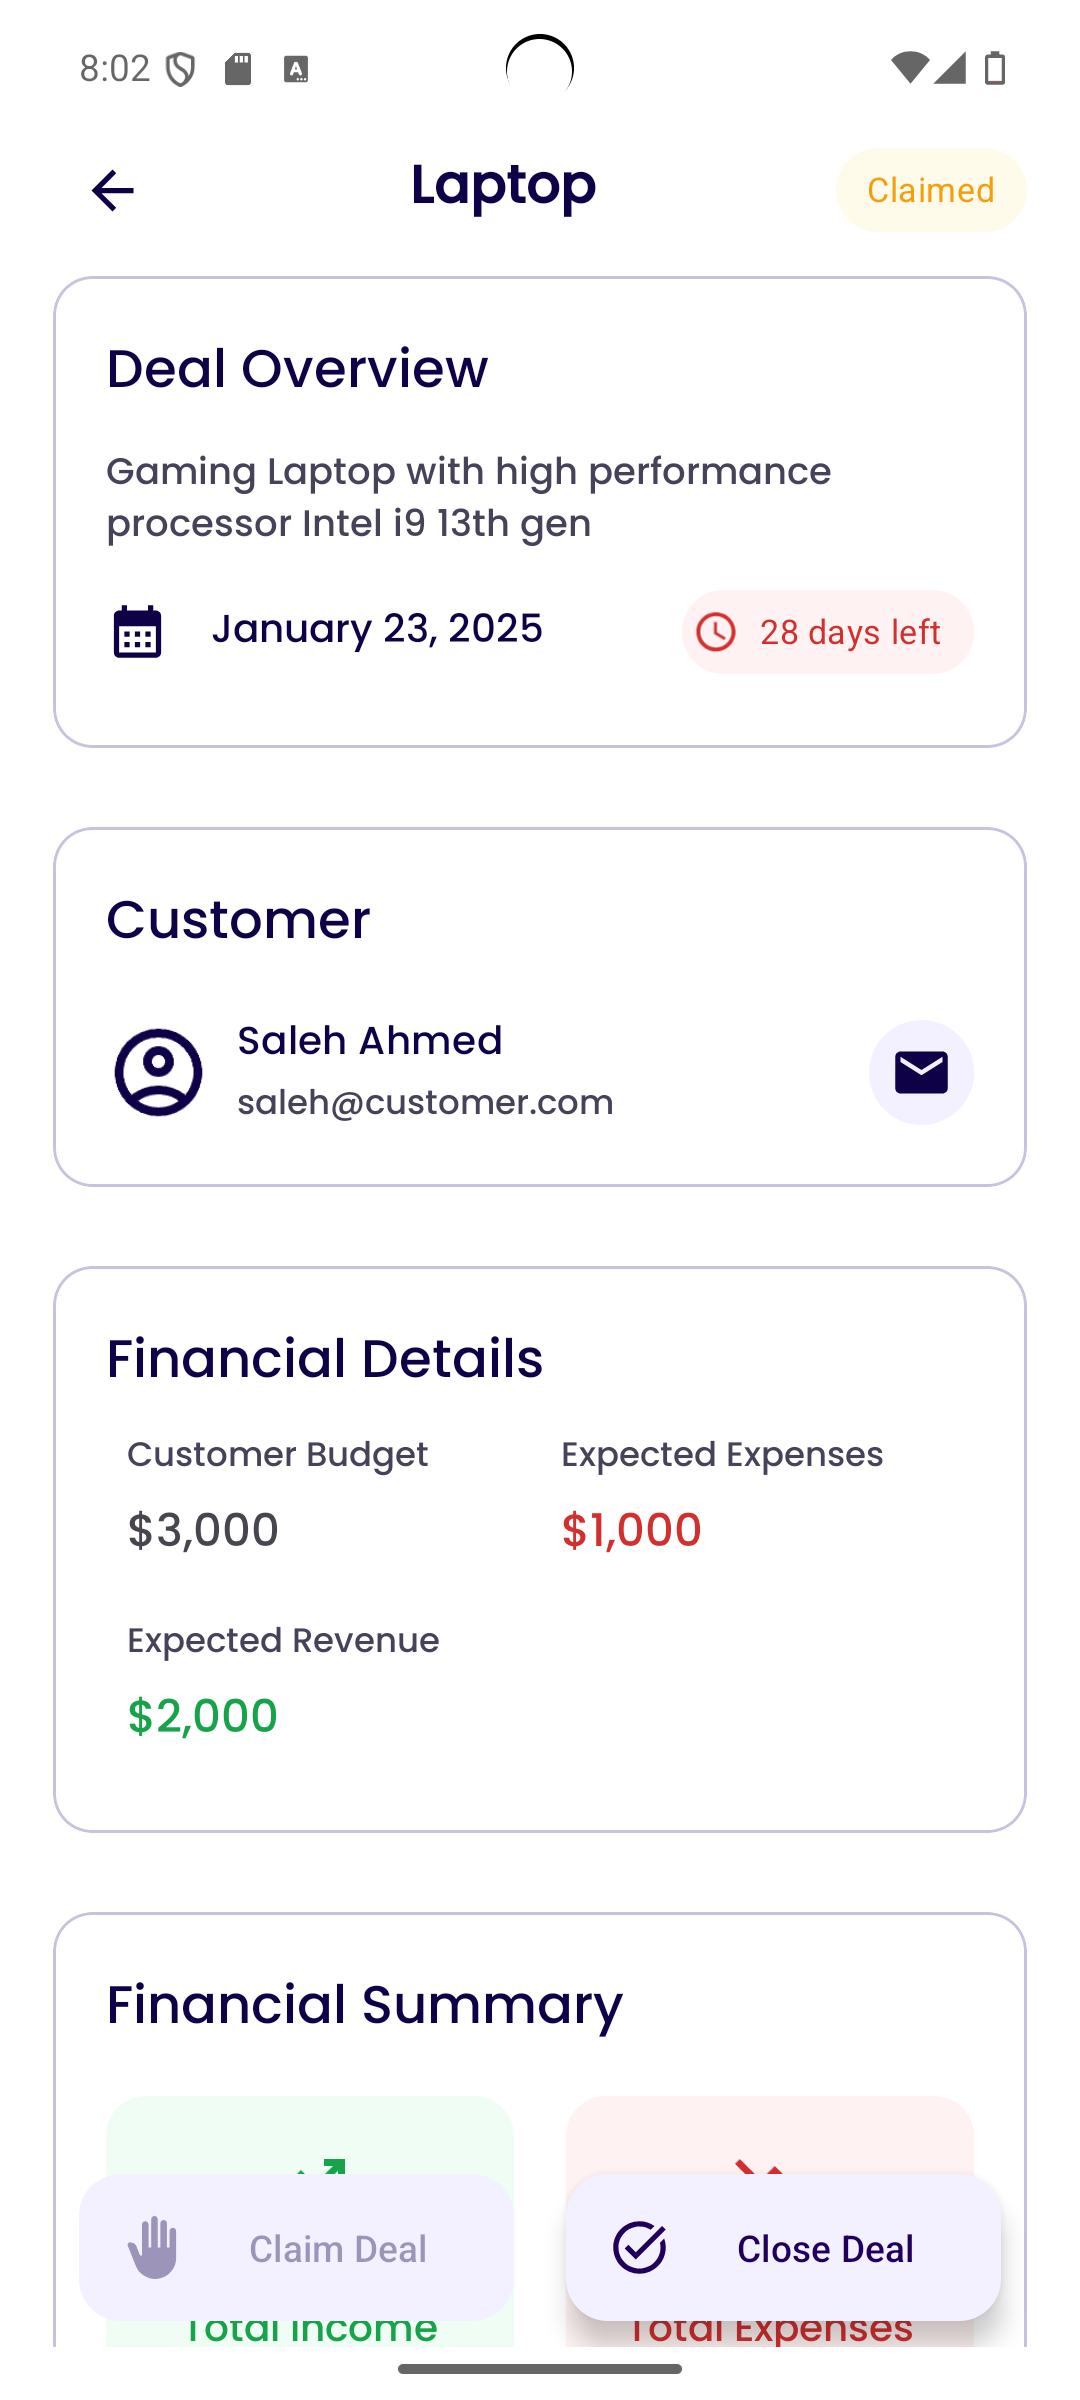 8:02
Laptop
Claimed
Deal Overview
Gaming Laptop with high performance
processor Intel i9 13th gen
January 23, 2025
28 days left
Customer
Saleh Ahmed
saleh@customer.com
Financial Details
Customer Budget
Expected Expenses
$3,000
$1,000
Expected Revenue
$2,000
Financial Summary
Claim Deal
Close Deal
Total Income
Total Expenses